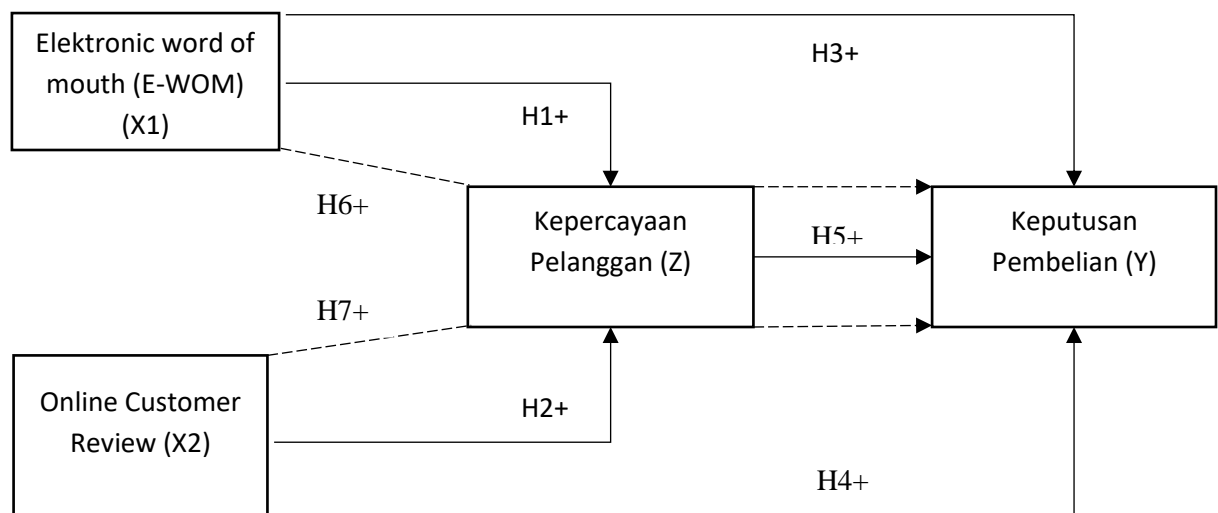 Elektronic word of
mouth (E-WOM)
(X1)
H3+
H1+
H6+
Kepercayaan
Pelanggan (Z)
H5+
Keputusan
Pembelian (Y)
H7+
Online Customer
Review (X2)
H2+
H4+